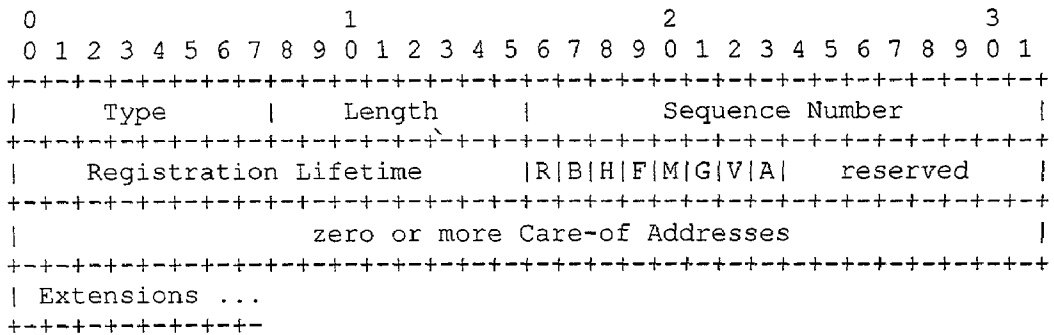 0                   1                   2                   3
 0 1 2 3 4 5 6 7 8 9 0 1 2 3 4 5 6 7 8 9 0 1 2 3 4 5 6 7 8 9 0 1
+-+-+-+-+-+-+-+-+-+-+-+-+-+-+-+-+-+-+-+-+-+-+-+-+-+-+-+-+-+-+-+-+
|     Type      |    Length     |        Sequence Number        |
+-+-+-+-+-+-+-+-+-+-+-+-+-+-+-+-+-+-+-+-+-+-+-+-+-+-+-+-+-+-+-+-+
|    Registration Lifetime      |R|B|H|F|M|G|V|A|   reserved    |
+-+-+-+-+-+-+-+-+-+-+-+-+-+-+-+-+-+-+-+-+-+-+-+-+-+-+-+-+-+-+-+-+
|                  zero or more Care-of Addresses               |
+-+-+-+-+-+-+-+-+-+-+-+-+-+-+-+-+-+-+-+-+-+-+-+-+-+-+-+-+-+-+-+-+
| Extensions ...
+-+-+-+-+-+-+-+-